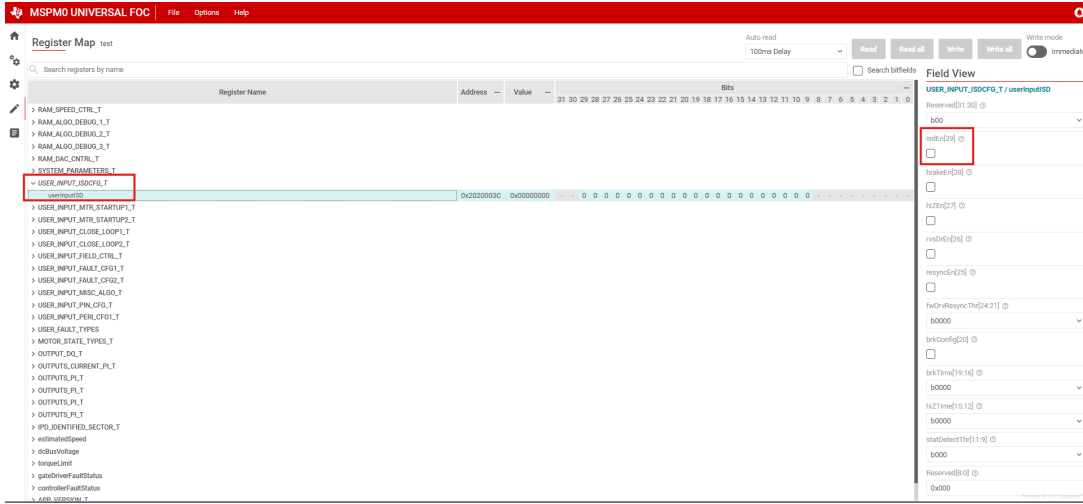 MSPM0 UNIVERSAL FOC File Options Help
Register Map test
Auto read
100ms Delay
Read Read all Write Write all
Write mode
Immediate
Search registers by name
Search bitfields
Register Name Address Value Bits
31 30 29 28 27 26 25 24 23 22 21 20 19 18 17 16 15 14 13 12 11 10 9 8 7 6 5 4 3 2 1 0
RAM_SPEED_CTRL_T
RAM_ALGO_DEBUG_1_T
RAM_ALGO_DEBUG_2_T
RAM_ALGO_DEBUG_3_T
RAM_DAC_CNTRL_T
SYSTEM_PARAMETERS_T
USER_INPUT_ISDCFG_T
userInputISD 0x2020003C 0x00000000 - - 0 0 0 0 0 0 0 0 0 0 0 0 0 0 0 0 0 0 0 0 0 - - - - - - - - -
USER_INPUT_MTR_STARTUP1_T
USER_INPUT_MTR_STARTUP2_T
USER_INPUT_CLOSE_LOOP1_T
USER_INPUT_CLOSE_LOOP2_T
USER_INPUT_FIELD_CTRL_T
USER_INPUT_FAULT_CFG1_T
USER_INPUT_FAULT_CFG2_T
USER_INPUT_MISC_ALGO_T
USER_INPUT_PIN_CFG_T
USER_INPUT_PERI_CFG1_T
USER_FAULT_TYPES
MOTOR_STATE_TYPES_T
OUTPUT_DQ_T
OUTPUTS_CURRENT_PI_T
OUTPUTS_PI_T
OUTPUTS_PI_T
OUTPUTS_PI_T
IPD_IDENTIFIED_SECTOR_T
estimatedSpeed
dcBusVoltage
torqueLimit
gateDriverFaultStatus
controllerFaultStatus
APP_VERSION_T
Field View
USER_INPUT_ISDCFG_T / userInputISD
Reserved[31:30]
b00
isdEn[29]
brakeEn[28]
hiZEn[27]
rvsDrEn[26]
resyncEn[25]
fwDrvResyncThr[24:21]
b0000
brkConfig[20]
brkTime[19:16]
b0000
hiZTime[15:12]
b0000
statDetectThr[11:9]
b000
Reserved[8:0]
0x000